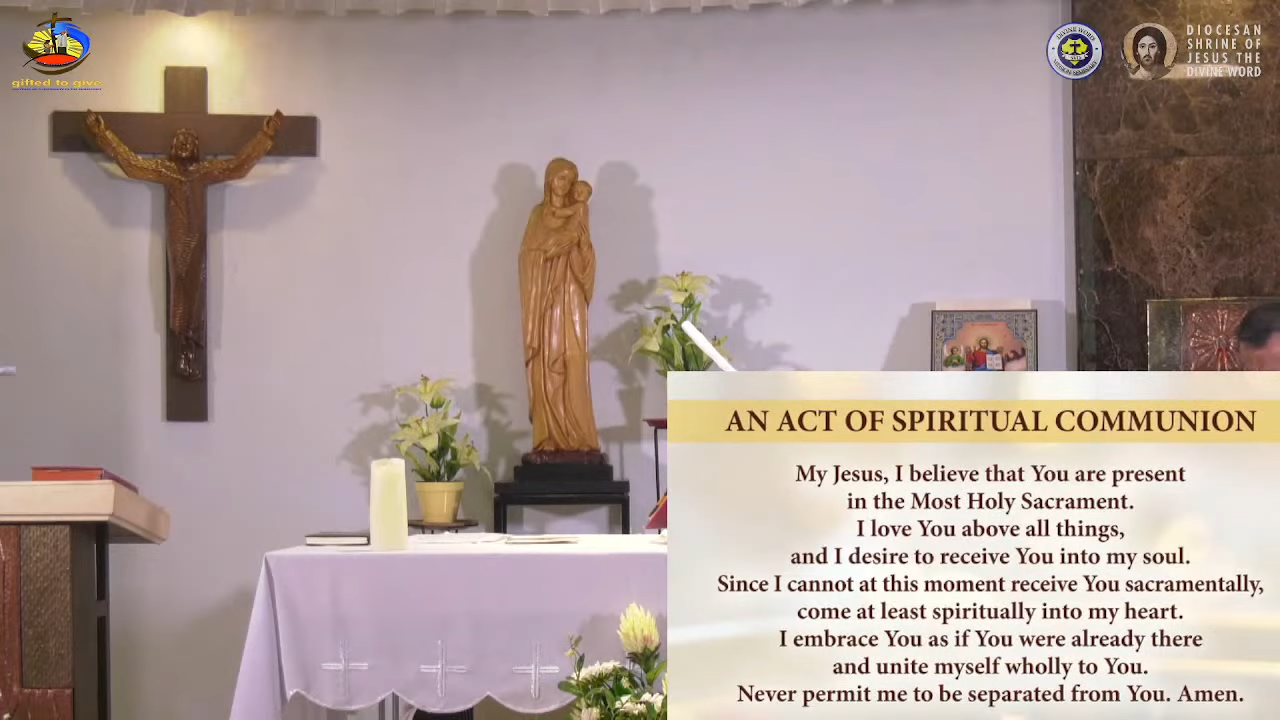 gifted to give
DIVINE WORD
MISSION SEMINARY
DIOCESAN
SHRINE OF
JESUS THE
DIVINE WORD
AN ACT OF SPIRITUAL COMMUNION
My Jesus, I believe that You are present
in the Most Holy Sacrament.
I love You above all things,
and I desire to receive You into my soul.
Since I cannot at this moment receive You sacramentally,
come at least spiritually into my heart.
I embrace You as if You were already there
and unite myself wholly to You.
Never permit me to be separated from You. Amen.